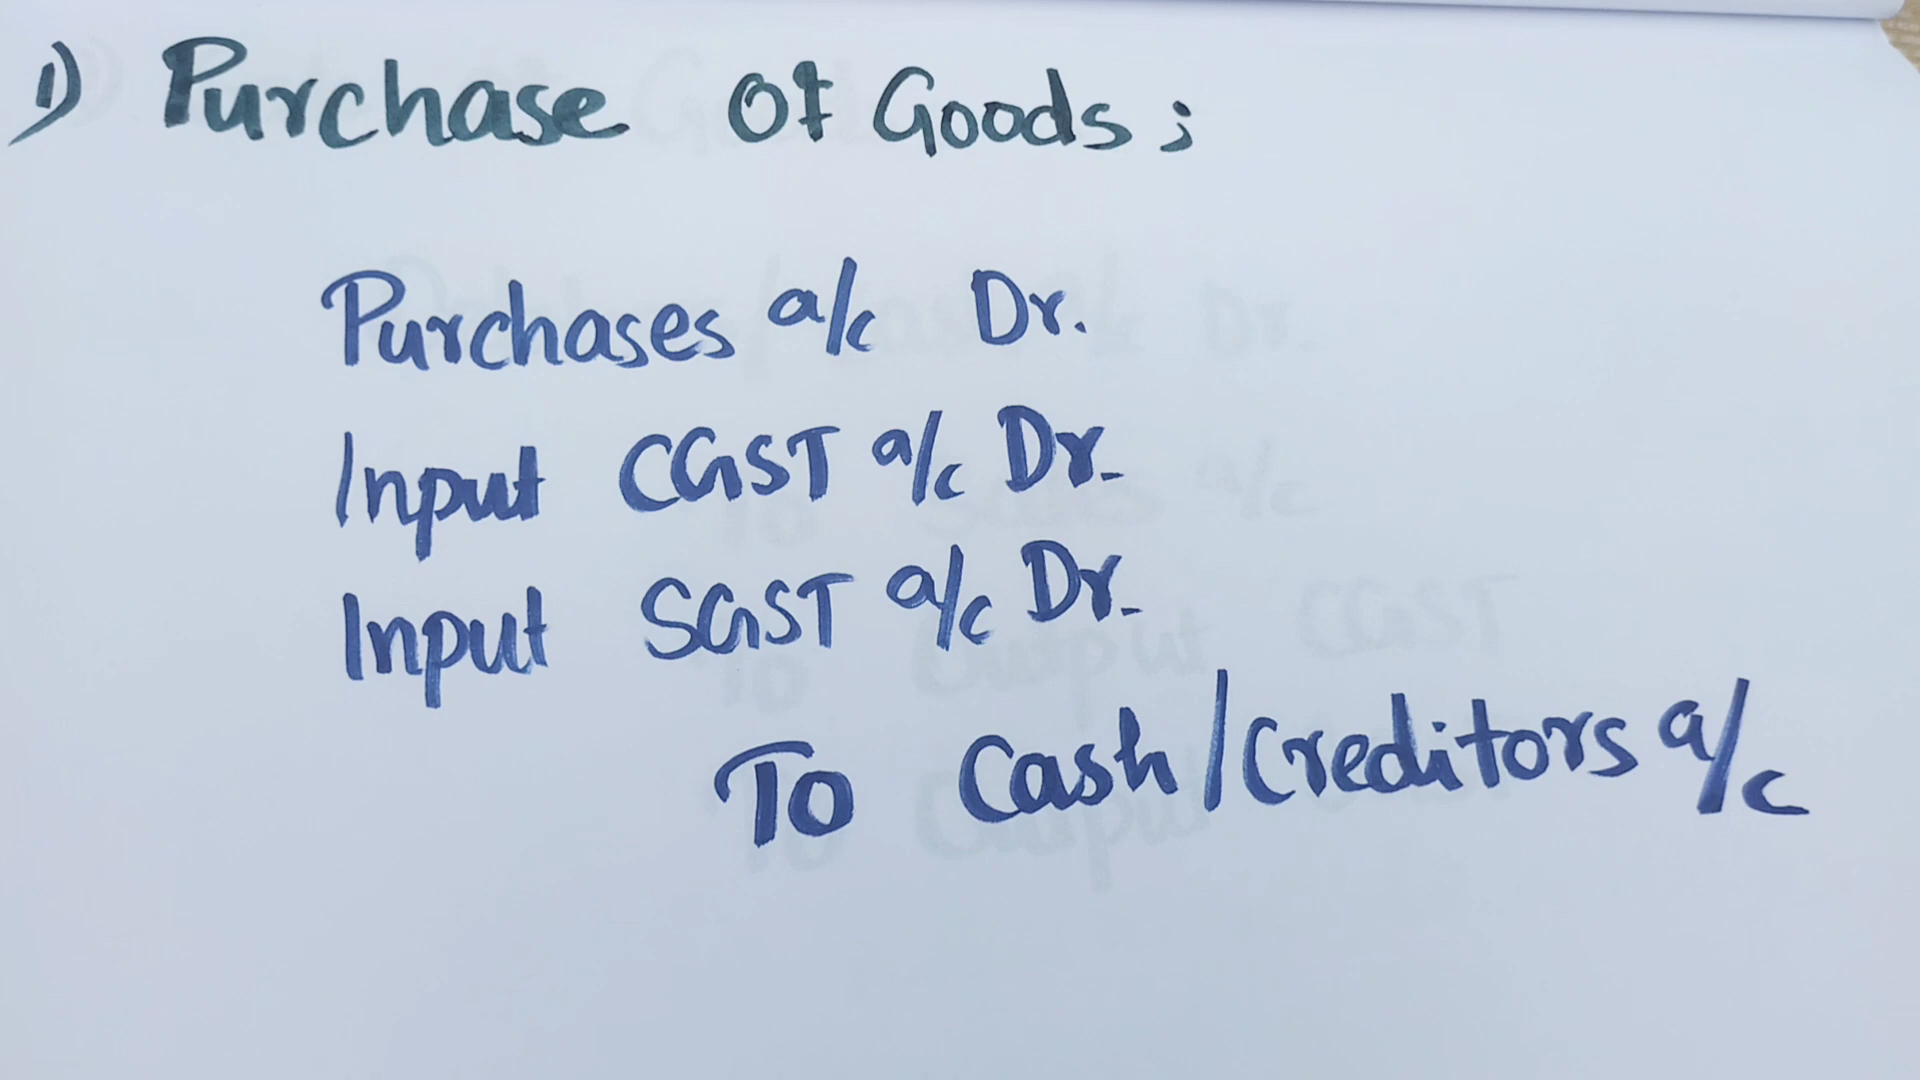 1) Purchase Of Goods;
Purchases a/c Dr.
Input CGST a/c Dr.
Input SGST a/c Dr.
To Cash/Creditors a/c